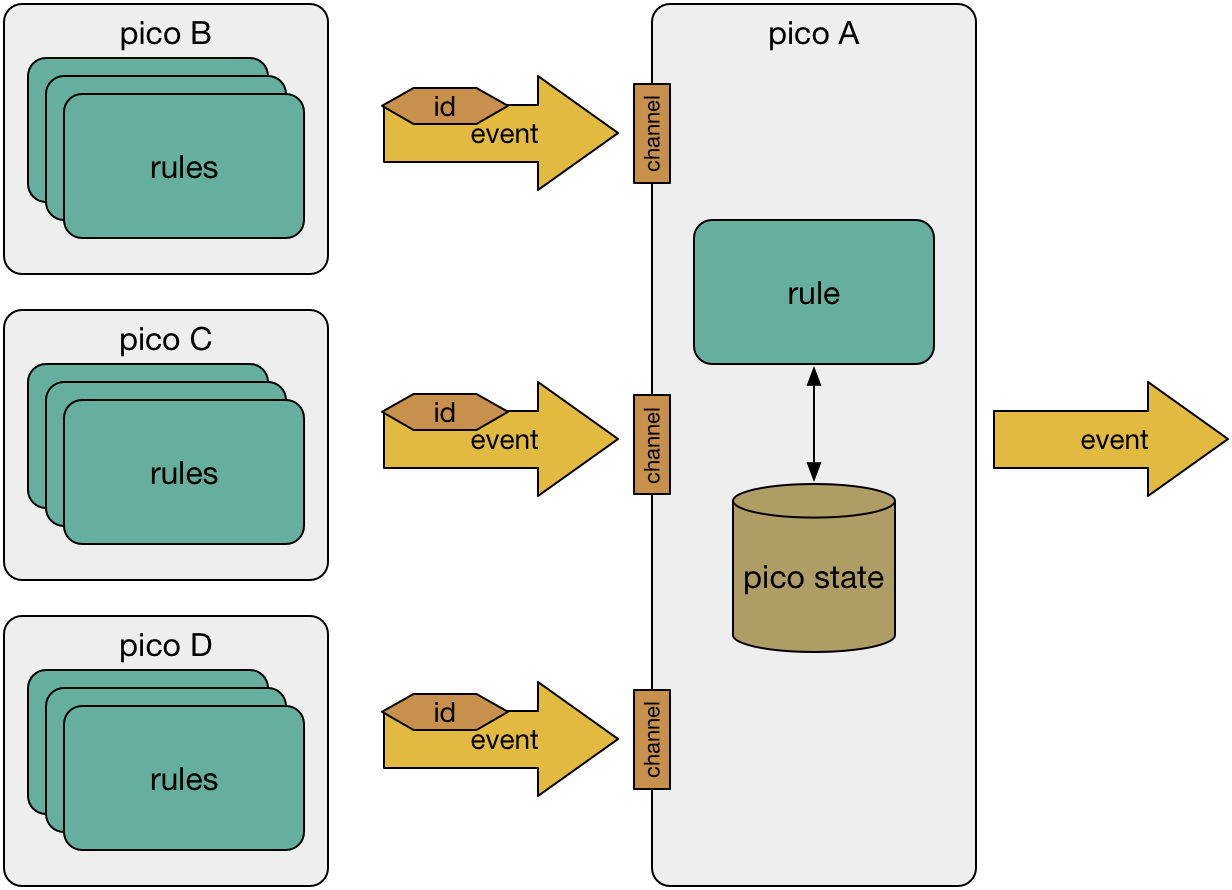 pico B
rules
id
event
channel
pico A
rule
pico C
rules
id
event
channel
event
pico state
pico D
rules
id
event
channel